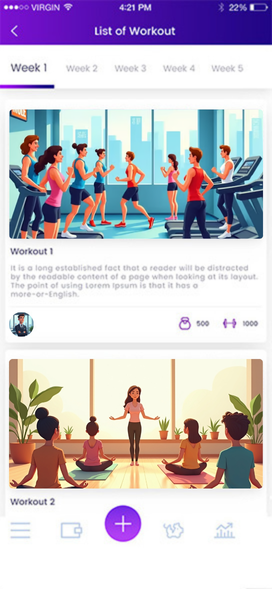 VIRGIN 4:21 PM 22%
List of Workout
Week 1 Week 2 Week 3 Week 4 Week 5
Workout 1
It is a long established fact that a reader will be distracted
by the readable content of a page when looking at its layout.
The point of using Lorem Ipsum is that it has a
more-or-English.
500 1000
Workout 2